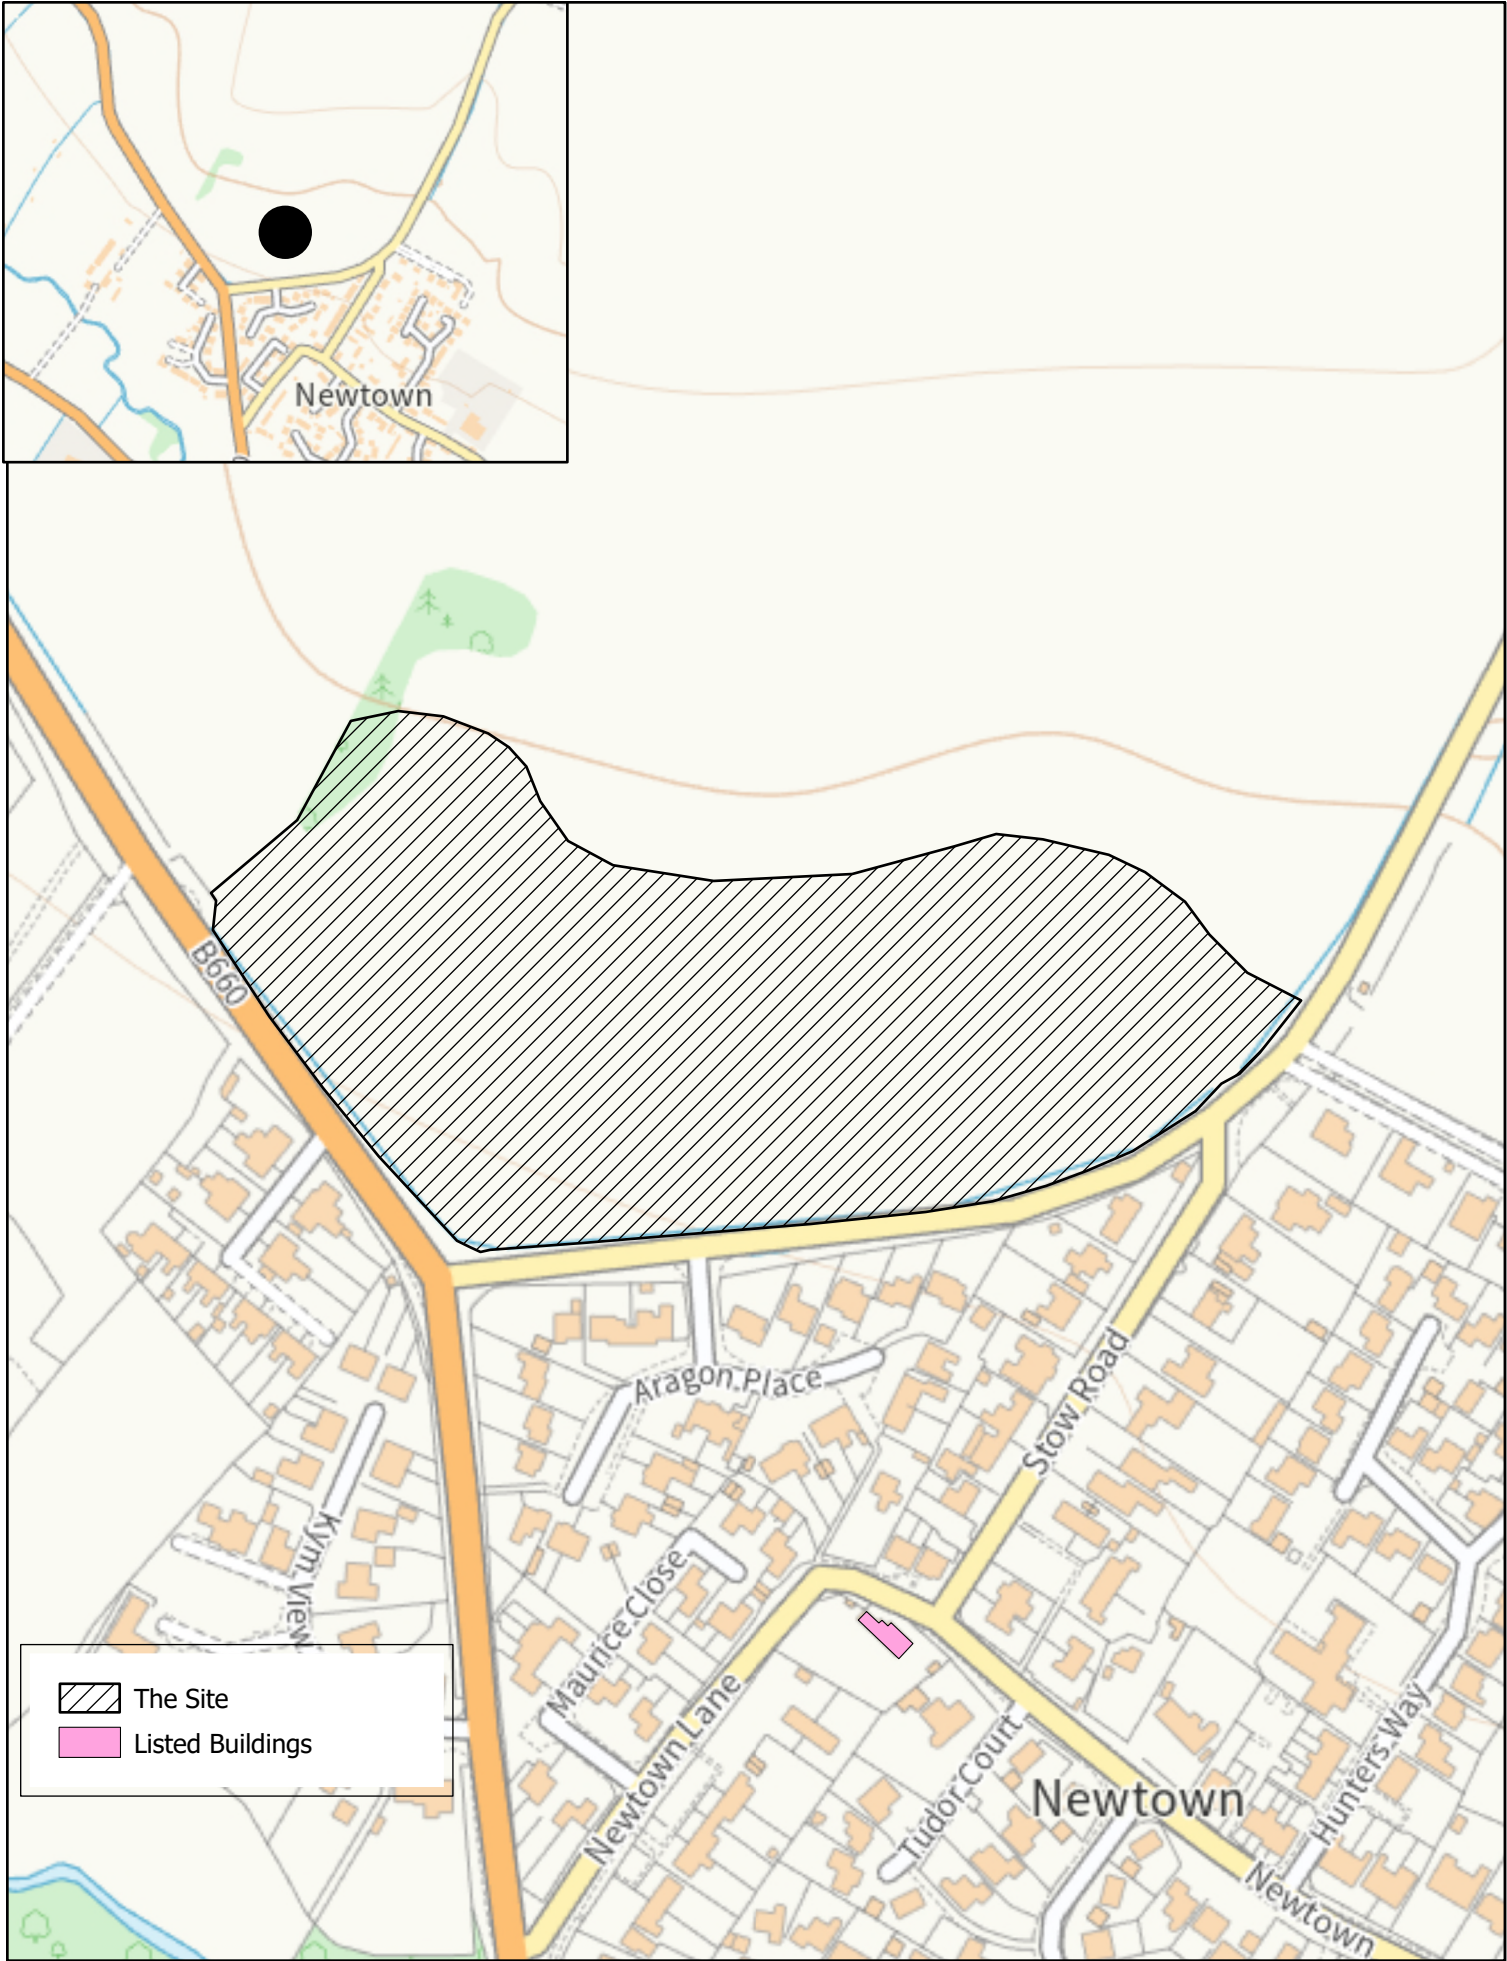 Newtown
B660
Aragon Place
Stow Road
Kym View
Maurice Close
The Site
Listed Buildings
Newtown Lane
Tudor Court
Newtown
Hunters Way
Newtown